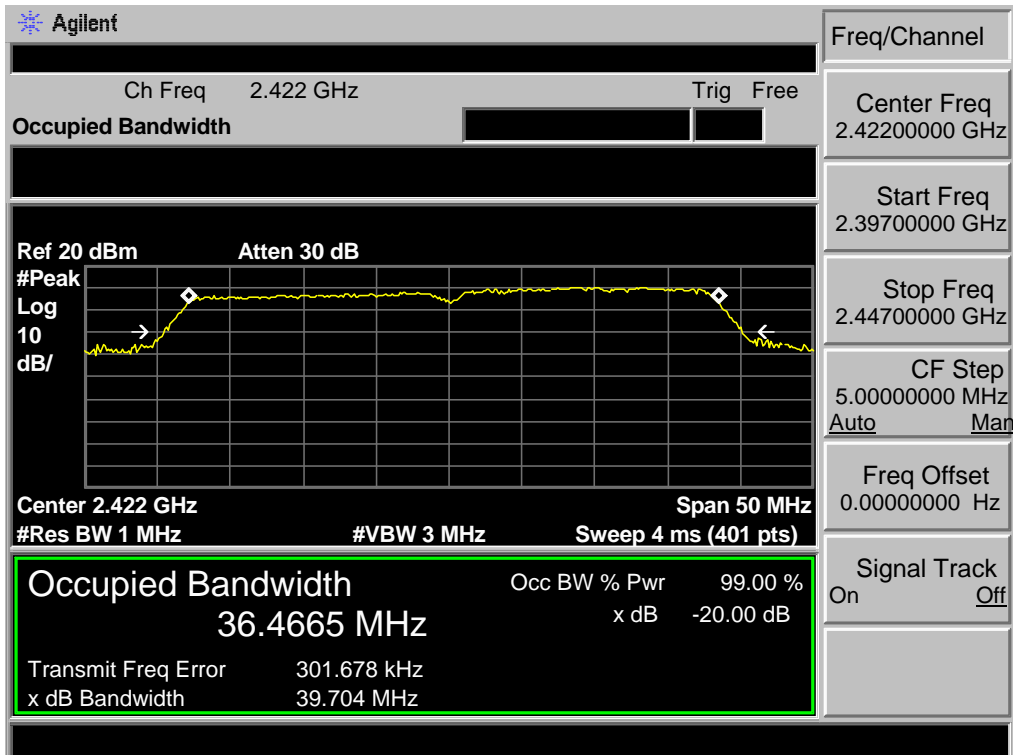 Agilent
Freq/Channel
Ch Freq 2.422 GHz Trig Free
Occupied Bandwidth
Center Freq
2.42200000 GHz
Start Freq
2.39700000 GHz
Ref 20 dBm Atten 30 dB
#Peak
Log
10
dB/
Stop Freq
2.44700000 GHz
CF Step
5.00000000 MHz
Auto Man
Freq Offset
0.00000000 Hz
Center 2.422 GHz Span 50 MHz
#Res BW 1 MHz #VBW 3 MHz Sweep 4 ms (401 pts)
Signal Track
On Off
Occupied Bandwidth
36.4665 MHz
Occ BW % Pwr 99.00 %
x dB -20.00 dB
Transmit Freq Error 301.678 kHz
x dB Bandwidth 39.704 MHz